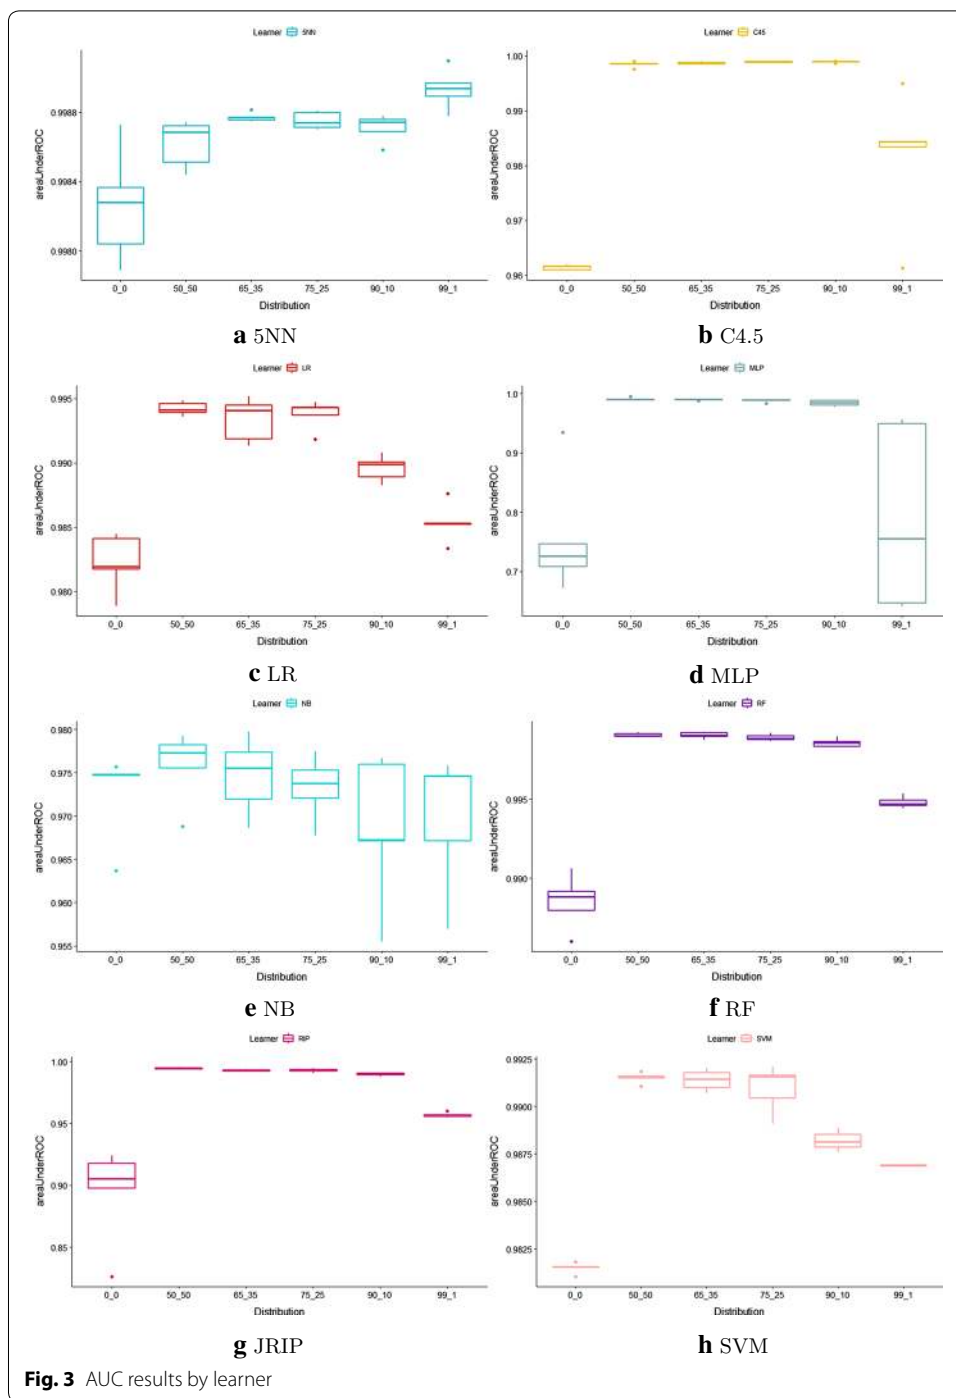 Learner 5NN
areaUnderROC
0.9988
0.9984
0.9980
0_0 50_50 65_35 75_25 90_10 99_1
Distribution
a 5NN
Learner C45
areaUnderROC
1.00
0.99
0.98
0.97
0.96
0_0 50_50 65_35 75_25 90_10 99_1
Distribution
b C4.5
Learner LR
areaUnderROC
0.995
0.990
0.985
0.980
0_0 50_50 65_35 75_25 90_10 99_1
Distribution
c LR
Learner MLP
areaUnderROC
1.0
0.9
0.8
0.7
0_0 50_50 65_35 75_25 90_10 99_1
Distribution
d MLP
Learner NB
areaUnderROC
0.980
0.975
0.970
0.965
0.960
0.955
0_0 50_50 65_35 75_25 90_10 99_1
Distribution
e NB
Learner RF
areaUnderROC
0.995
0.990
0_0 50_50 65_35 75_25 90_10 99_1
Distribution
f RF
Learner RIP
areaUnderROC
1.00
0.95
0.90
0.85
0_0 50_50 65_35 75_25 90_10 99_1
Distribution
g JRIP
Learner SVM
areaUnderROC
0.9925
0.9900
0.9875
0.9850
0.9825
0_0 50_50 65_35 75_25 90_10 99_1
Distribution
h SVM
Fig. 3 AUC results by learner